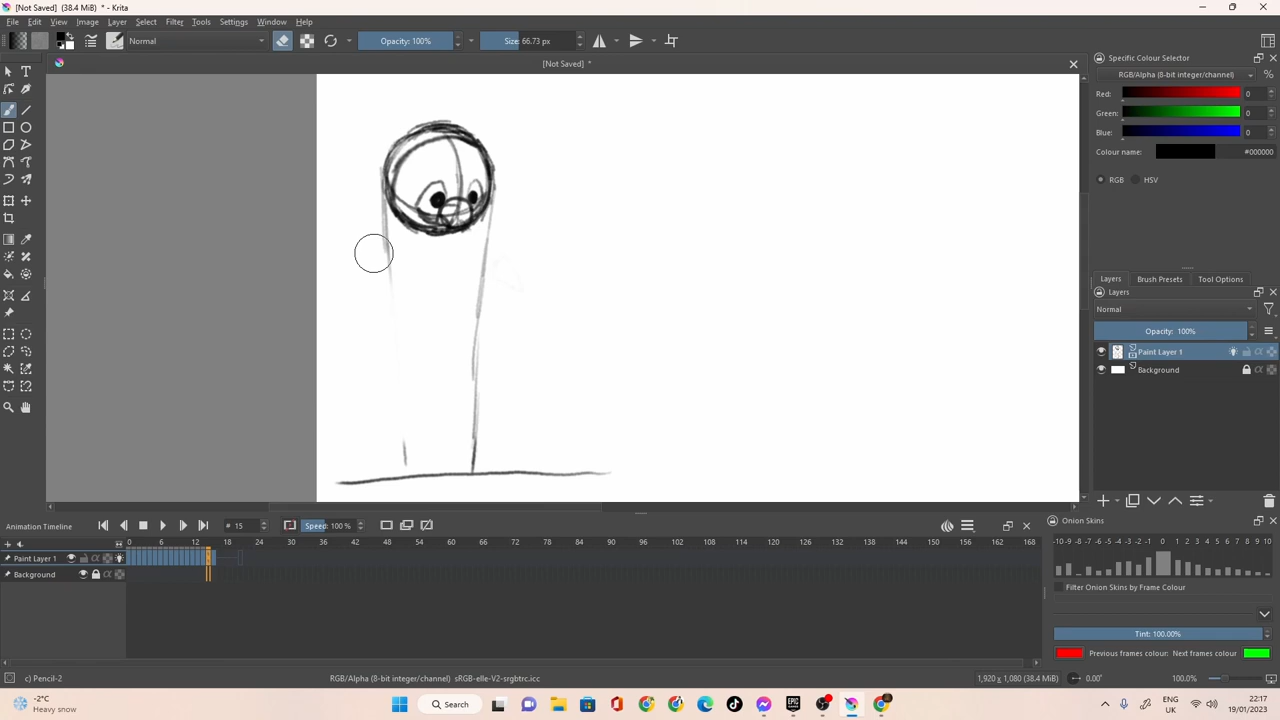 [Not Saved] (38.4 MiB) * - Krita
File Edit View Image Layer Select Filter Tools Settings Window Help
Normal
Opacity: 100%
Size: 66.73 px
[Not Saved] *
Specific Colour Selector
RGB/Alpha (8-bit integer/channel)
%
Red: 0
Green: 0
Blue: 0
Colour name: #000000
RGB HSV
Layers Brush Presets Tool Options
Layers
Normal
Opacity: 100%
Paint Layer 1
Background
Animation Timeline
# 15
Speed: 100 %
0 6 12 18 24 30 36 42 48 54 60 66 72 78 84 90 96 102 108 114 120 126 132 138 144 150 156 162 168
Paint Layer 1
Background
Onion Skins
-10 -9 -8 -7 -6 -5 -4 -3 -2 -1 0 1 2 3 4 5 6 7 8 9 10
Filter Onion Skins by Frame Colour
Tint: 100.00%
Previous frames colour: Next frames colour:
c) Pencil-2
RGB/Alpha (8-bit integer/channel) sRGB-elle-V2-srgbtrc.icc
1,920 x 1,080 (38.4 MiB)
0.00°
100.0%
-2°C
Heavy snow
Search
ENG
UK
22:17
19/01/2023